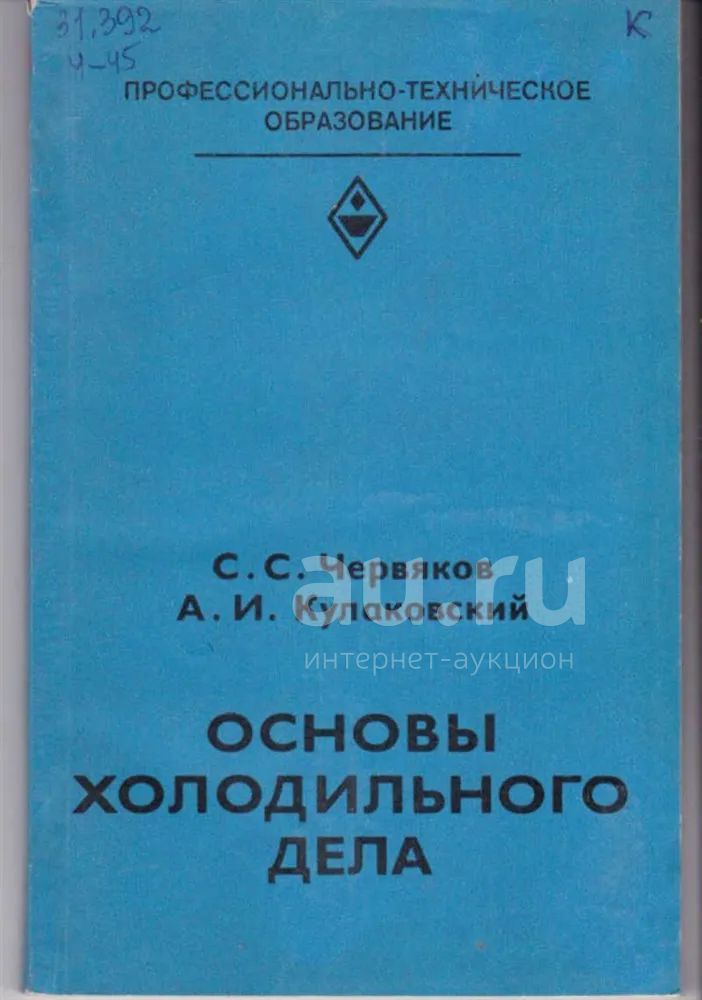 31.392
Ч-45
К
ПРОФЕССИОНАЛЬНО-ТЕХНИЧЕСКОЕ
ОБРАЗОВАНИЕ
С.С. Червяков
А.И. Кулаковский
au.ru
интернет-аукцион
ОСНОВЫ
ХОЛОДИЛЬНОГО
ДЕЛА